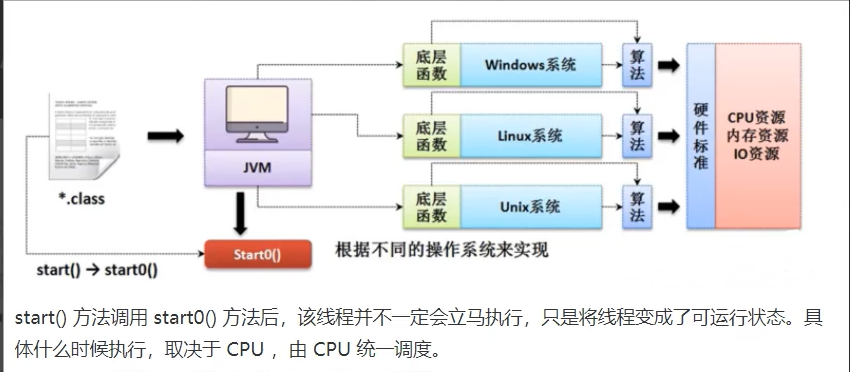 底层函数
Windows系统
算法
底层函数
Linux系统
算法
底层函数
Unix系统
算法
硬件标准
CPU资源
内存资源
IO资源
JVM
*.class
Start0()
start() → start0()
根据不同的操作系统来实现
start() 方法调用 start0() 方法后，该线程并不一定会立马执行，只是将线程变成了可运行状态。具
体什么时候执行，取决于 CPU ，由 CPU 统一调度。